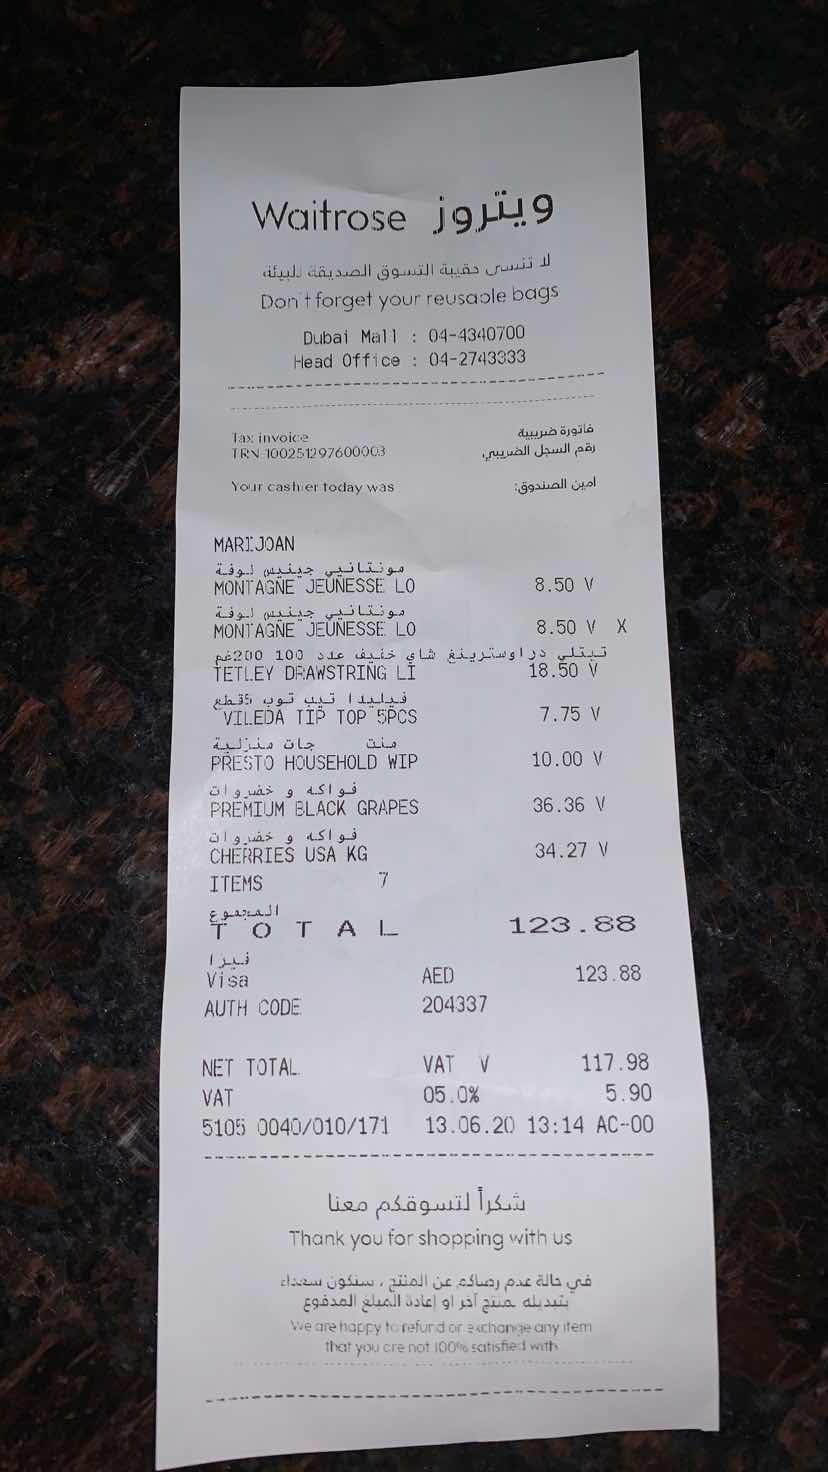 Waitrose ويتروز
لا تنسى حقيبة التسوق الصديقة للبيئة
Don't forget your reusable bags
Dubai Mall : 04-4340700
Head Office : 04-2743333
Tax invoice فاتورة ضريبية
TRN 100251297600003 رقم السجل الضريبي
Your cashier today was امين الصندوق:
MARIJOAN
مونتانيي جينيس لوفة
MONTAGNE JEUNESSE LO 8.50 V
مونتانيي جينيس لوفة
MONTAGNE JEUNESSE LO 8.50 V X
تيتلي دراوسترينغ شاي خفيف عدد 100 200غم
TETLEY DRAWSTRING LI 18.50 V
فيليدا تيب توب 5قطع
VILEDA TIP TOP 5PCS 7.75 V
جات منزلية منت
PRESTO HOUSEHOLD WIP 10.00 V
فواكه و خضروات
PREMIUM BLACK GRAPES 36.36 V
فواكه و خضروات
CHERRIES USA KG 34.27 V
ITEMS 7
المجموع
TOTAL 123.88
فيزا
Visa AED 123.88
AUTH CODE 204337
NET TOTAL VAT V 117.98
VAT 05.0% 5.90
5105 0040/010/171 13.06.20 13:14 AC-00
شكراً لتسوقكم معنا
Thank you for shopping with us
في حالة عدم رضاكم عن المنتج ، سنكون سعداء
بتبديله بمنتج آخر او إعادة المبلغ المدفوع
We are happy to refund or exchange any item
that you are not 100% satisfied with